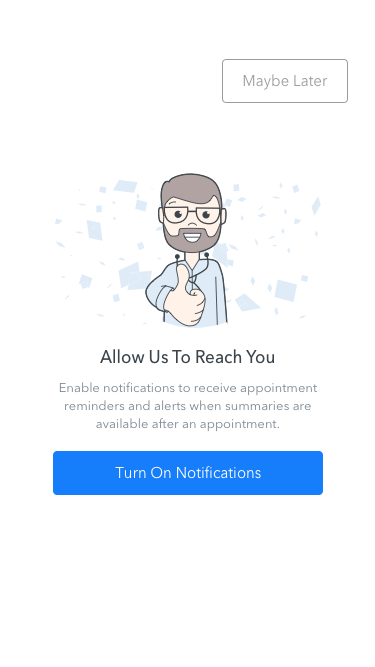 Maybe Later
Allow Us To Reach You
Enable notifications to receive appointment
reminders and alerts when summaries are
available after an appointment.
Turn On Notifications